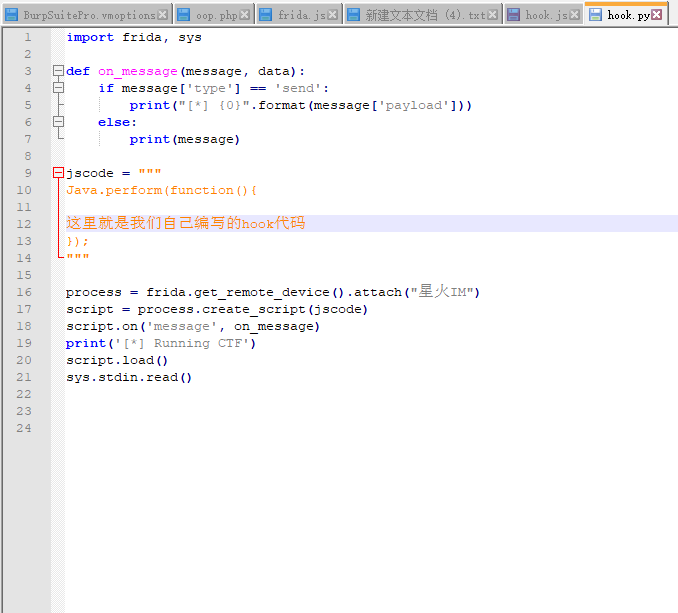 BurpSuitePro.vmoptions oop.php frida.js 新建文本文档 (4).txt hook.js hook.py
1 import frida, sys
2
3 def on_message(message, data):
4 if message['type'] == 'send':
5 print("[*] {0}".format(message['payload']))
6 else:
7 print(message)
8
9 jscode = """
10 Java.perform(function(){
11
12 这里就是我们自己编写的hook代码
13 });
14 """
15
16 process = frida.get_remote_device().attach("星火IM")
17 script = process.create_script(jscode)
18 script.on('message', on_message)
19 print('[*] Running CTF')
20 script.load()
21 sys.stdin.read()
22
23
24